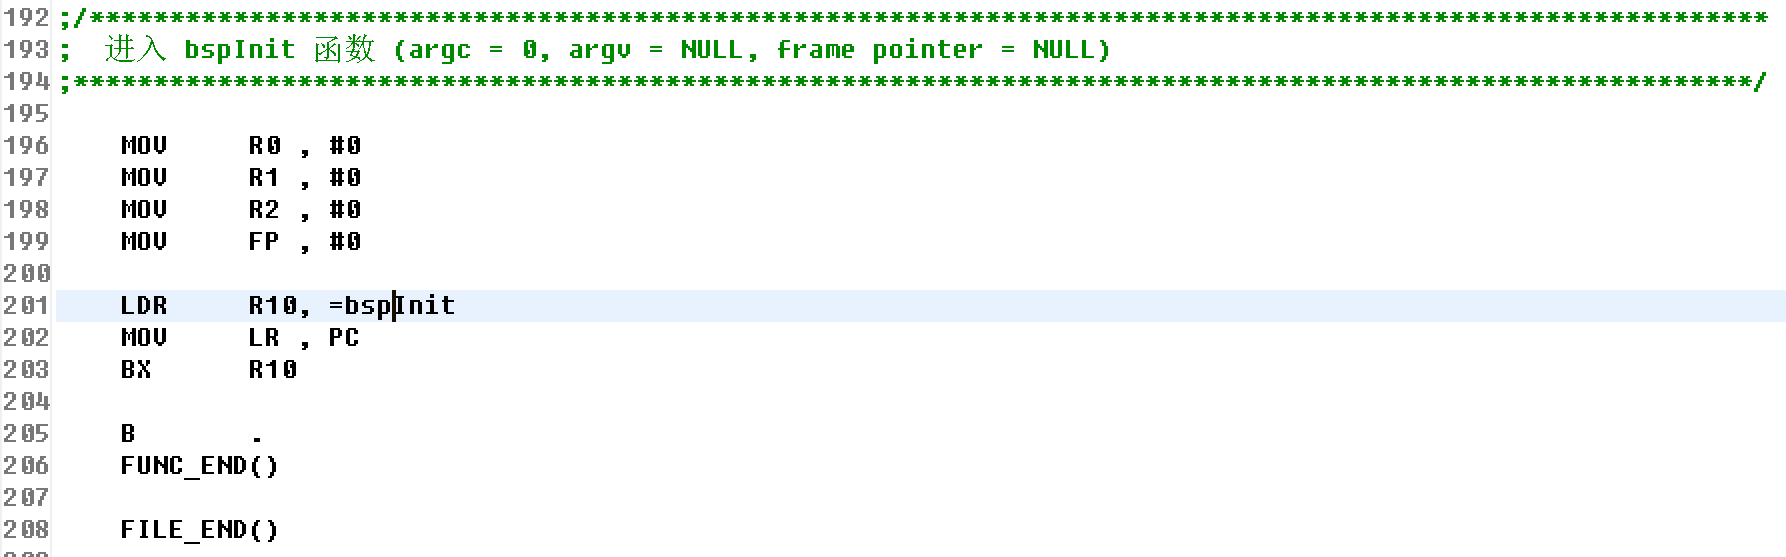 192 ;/*********************************************************************************************************
193 ;  进入 bspInit 函数 (argc = 0, argv = NULL, frame pointer = NULL)
194 ;*********************************************************************************************************/
195
196     MOV     R0 , #0
197     MOV     R1 , #0
198     MOV     R2 , #0
199     MOV     FP , #0
200
201     LDR     R10, =bspInit
202     MOV     LR , PC
203     BX      R10
204
205     B       .
206     FUNC_END()
207
208     FILE_END()